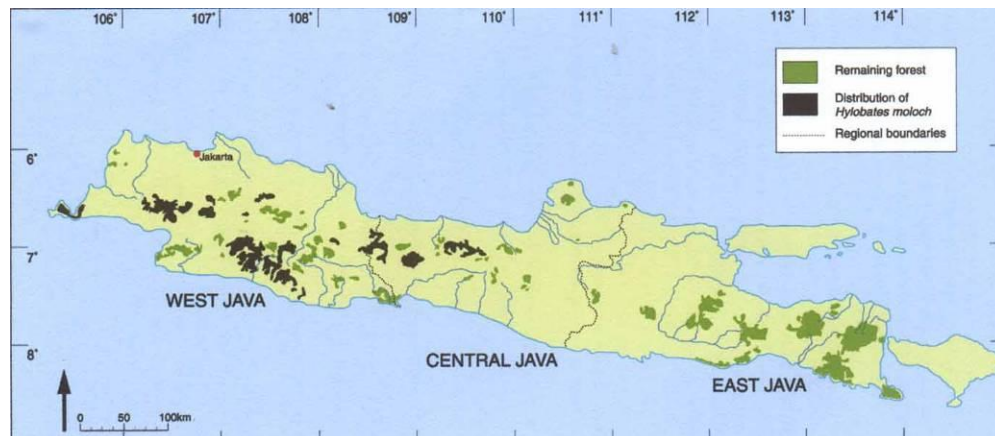 106° 107° 108° 109° 110° 111° 112° 113° 114°
Remaining forest
Distribution of
Hylobates moloch
Regional boundaries
6°
Jakarta
7°
WEST JAVA
8°
CENTRAL JAVA
EAST JAVA
0 50 100km